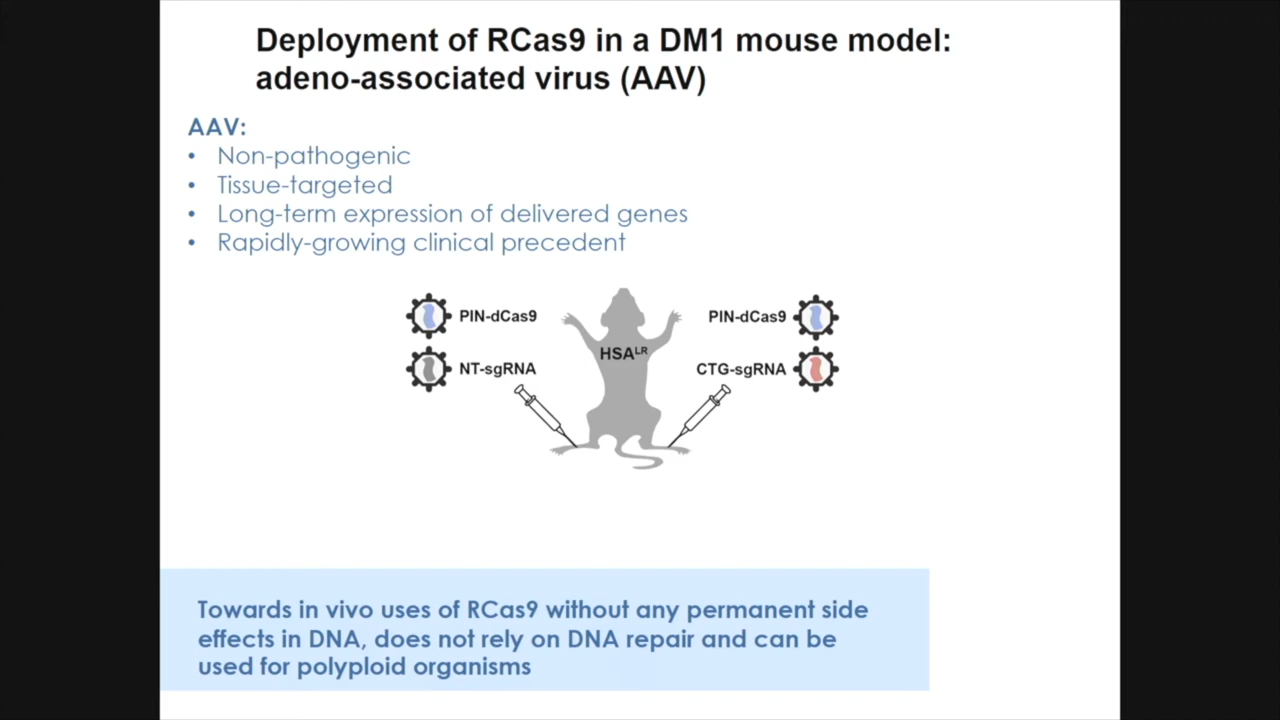 Deployment of RCas9 in a DM1 mouse model:
adeno-associated virus (AAV)
AAV:
• Non-pathogenic
• Tissue-targeted
• Long-term expression of delivered genes
• Rapidly-growing clinical precedent
PIN-dCas9
PIN-dCas9
HSALR
NT-sgRNA
CTG-sgRNA
Towards in vivo uses of RCas9 without any permanent side
effects in DNA, does not rely on DNA repair and can be
used for polyploid organisms